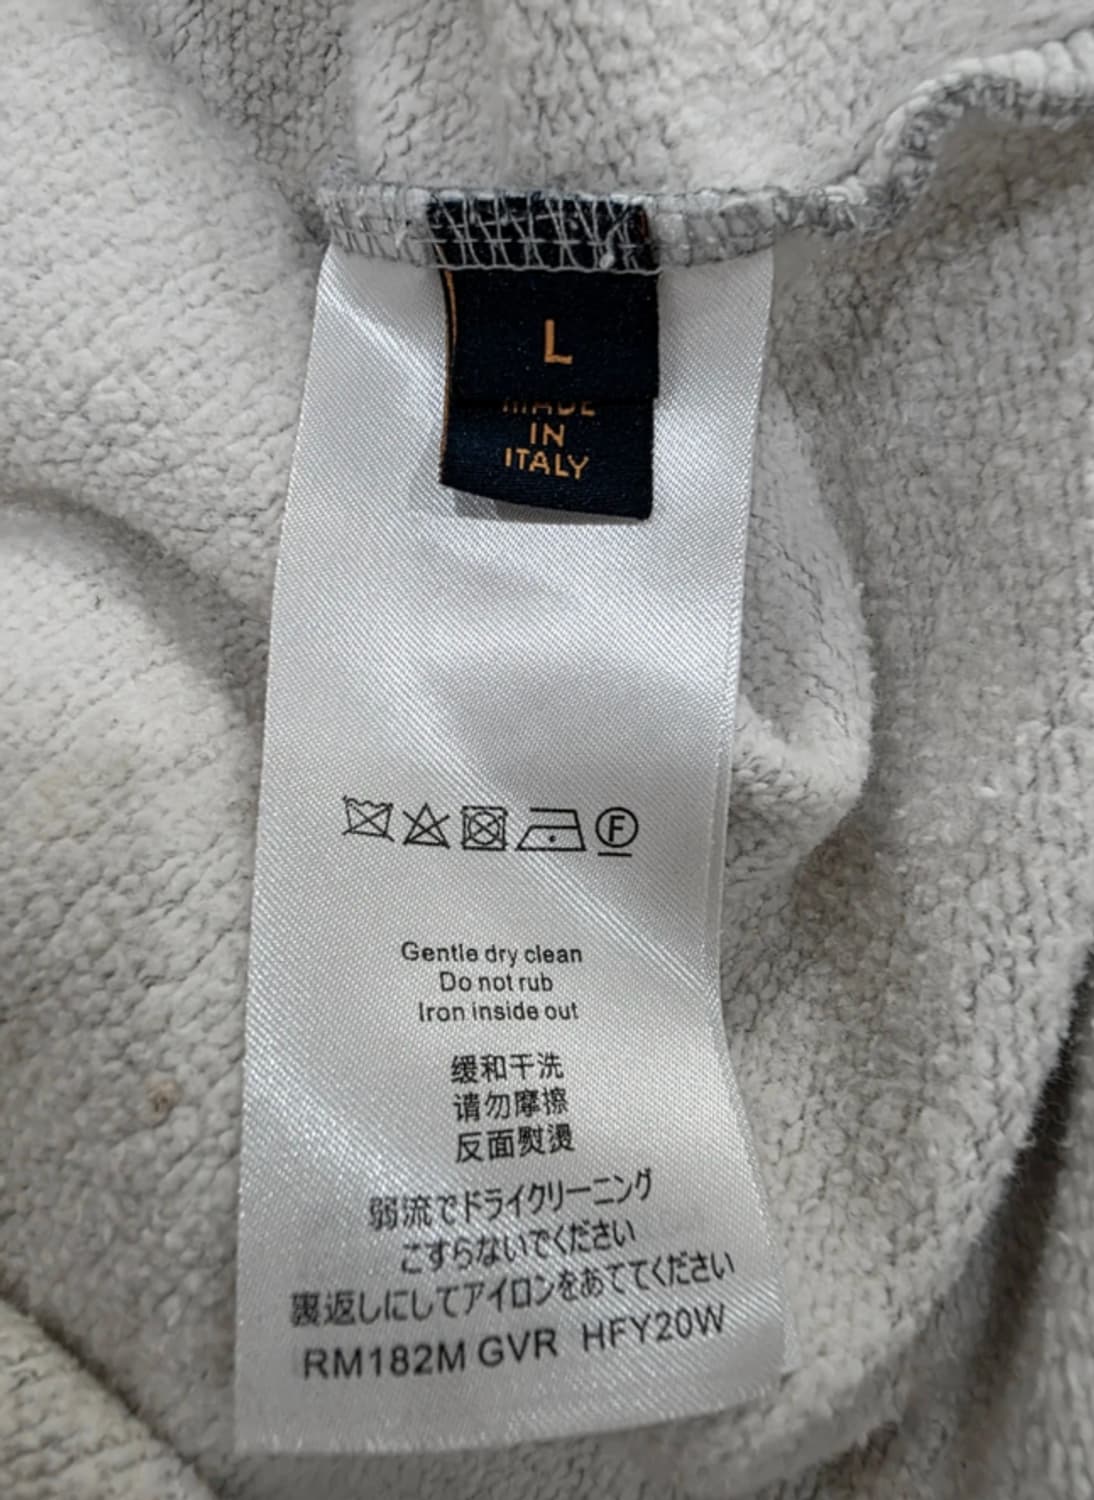 L
MADE
IN
ITALY
F
Gentle dry clean
Do not rub
Iron inside out
缓和干洗
请勿摩擦
反面熨烫
弱流でドライクリーニング
こすらないでください
裏返しにしてアイロンをあててください
RM182M GVR HFY20W